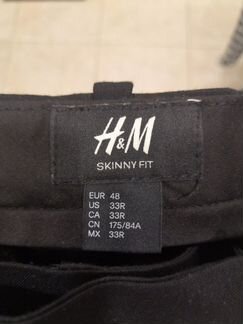 H&M
SKINNY FIT
EUR 48
US 33R
CA 33R
CN 175/84A
MX 33R